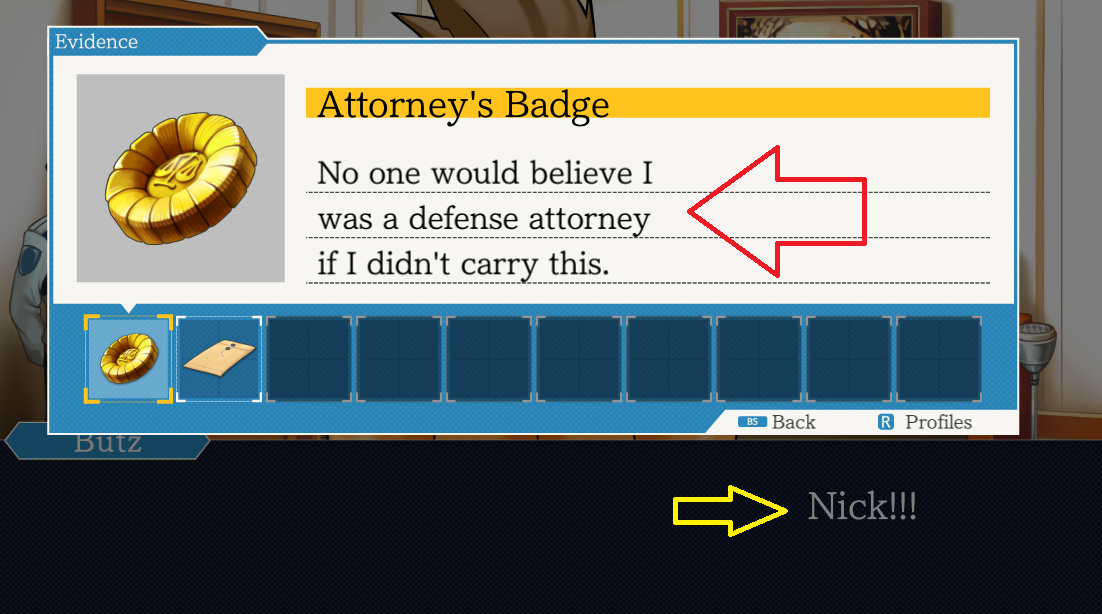 Evidence
Attorney's Badge
No one would believe I
was a defense attorney
if I didn't carry this.
BS Back R Profiles
Butz
Nick!!!